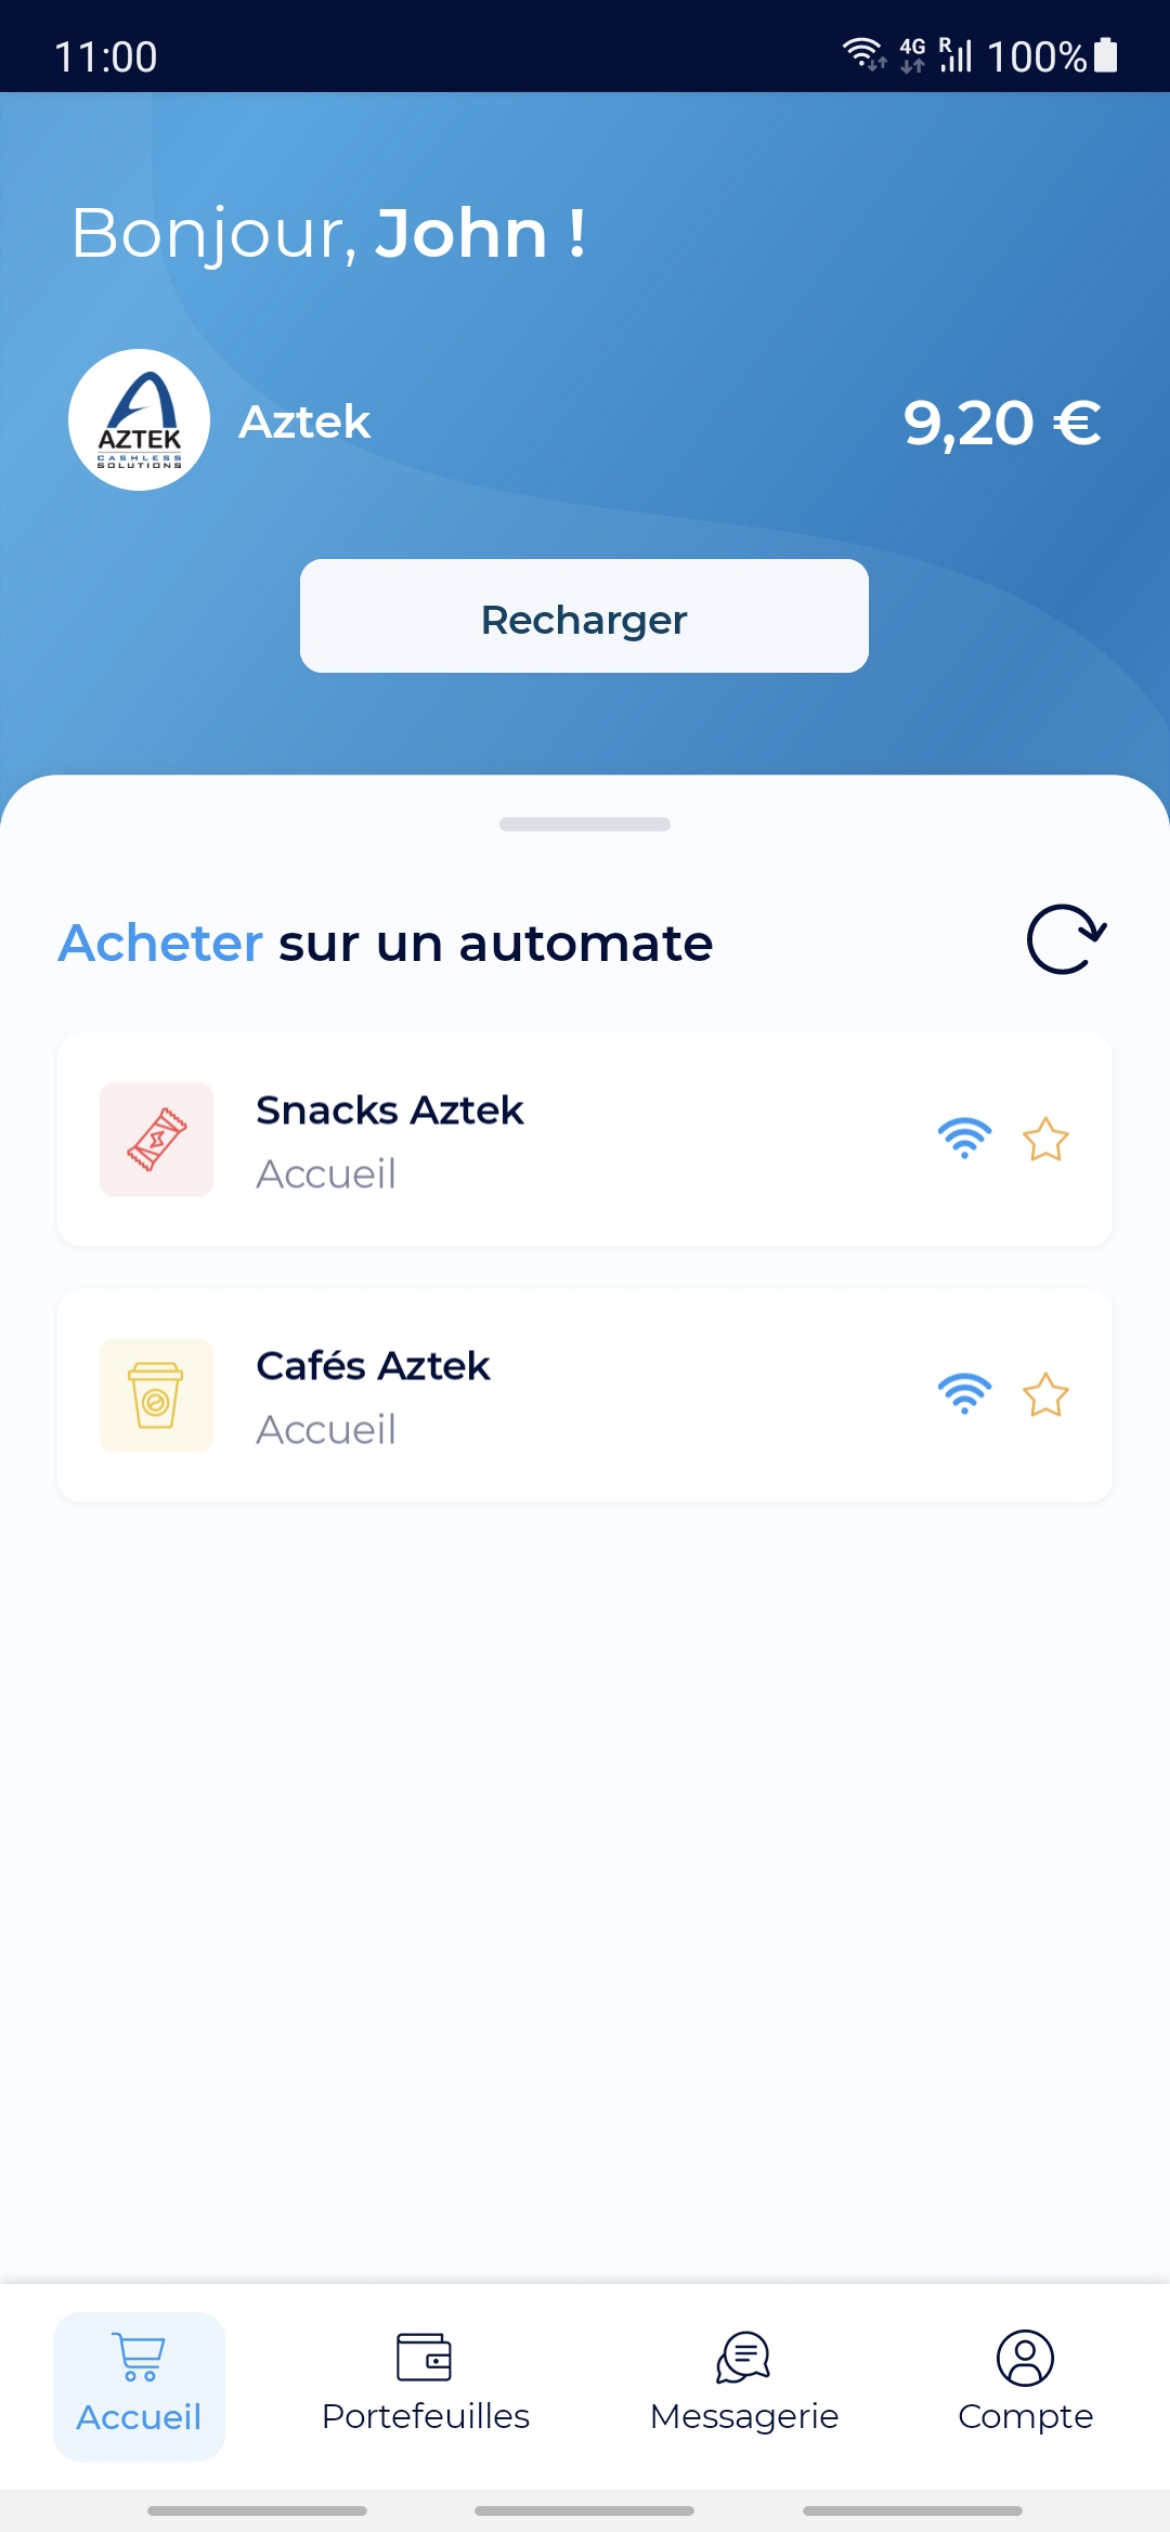 11:00
4G R 100%
Bonjour, John !
AZTEK
CASHLESS
SOLUTIONS
Aztek
9,20 €
Recharger
Acheter sur un automate
Snacks Aztek
Accueil
Cafés Aztek
Accueil
Accueil
Portefeuilles
Messagerie
Compte